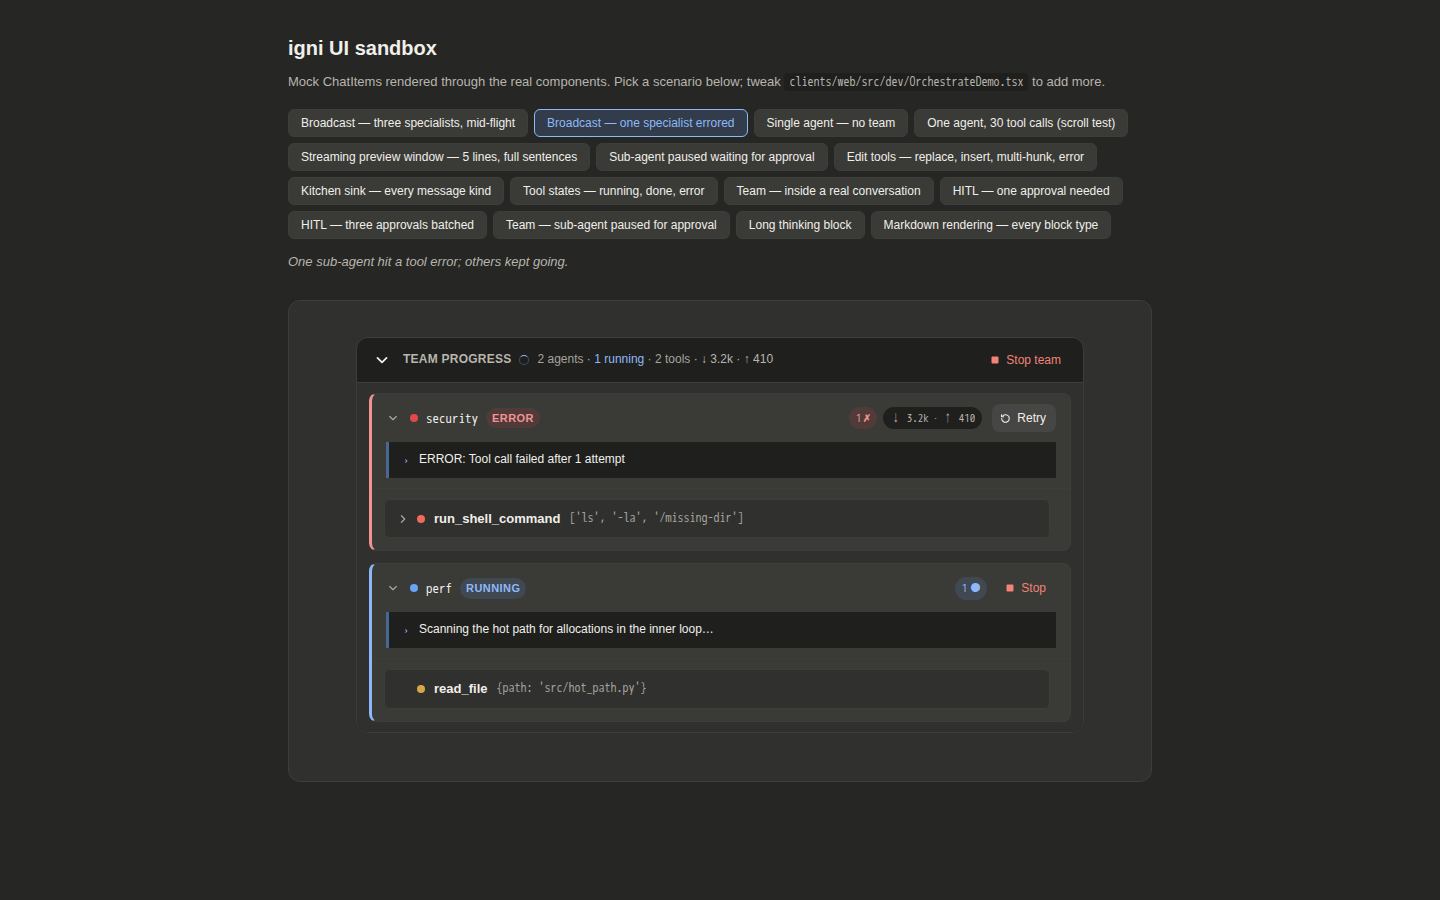 igni UI sandbox
Mock ChatItems rendered through the real components. Pick a scenario below; tweak clients/web/src/dev/OrchestrateDemo.tsx to add more.
Broadcast — three specialists, mid-flight Broadcast — one specialist errored Single agent — no team One agent, 30 tool calls (scroll test)
Streaming preview window — 5 lines, full sentences Sub-agent paused waiting for approval Edit tools — replace, insert, multi-hunk, error
Kitchen sink — every message kind Tool states — running, done, error Team — inside a real conversation HITL — one approval needed
HITL — three approvals batched Team — sub-agent paused for approval Long thinking block Markdown rendering — every block type
One sub-agent hit a tool error; others kept going.
TEAM PROGRESS 2 agents · 1 running · 2 tools · ↓ 3.2k · ↑ 410 Stop team
security ERROR 1 ✗ ↓ 3.2k · ↑ 410 Retry
› ERROR: Tool call failed after 1 attempt
run_shell_command ['ls', '-la', '/missing-dir']
perf RUNNING 1 ● Stop
› Scanning the hot path for allocations in the inner loop…
read_file {path: 'src/hot_path.py'}